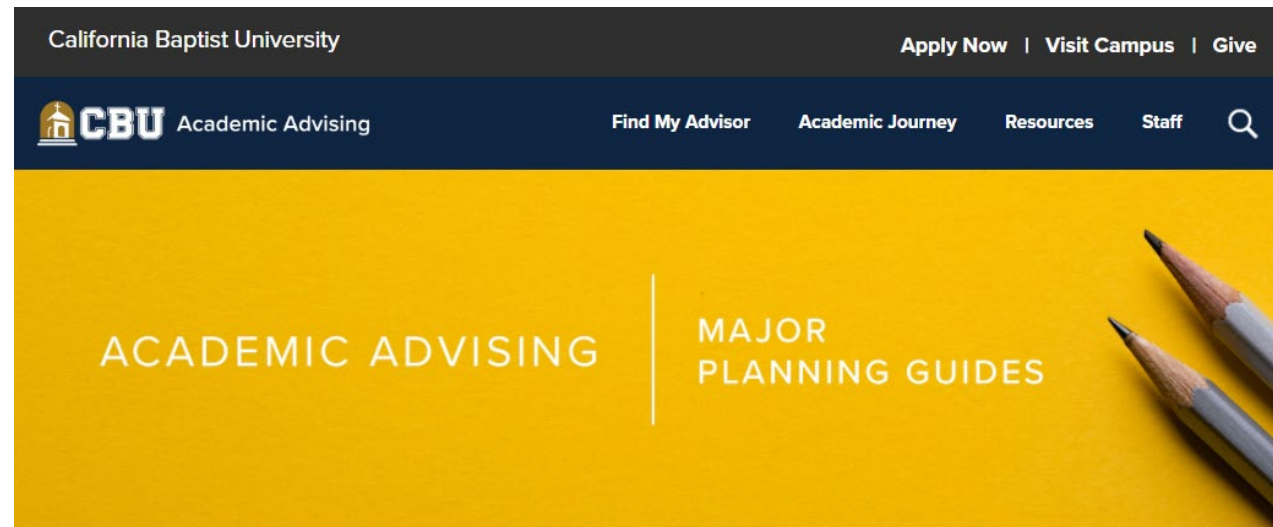 California Baptist University
Apply Now | Visit Campus | Give
CBU Academic Advising
Find My Advisor Academic Journey Resources Staff
ACADEMIC ADVISING
MAJOR
PLANNING GUIDES